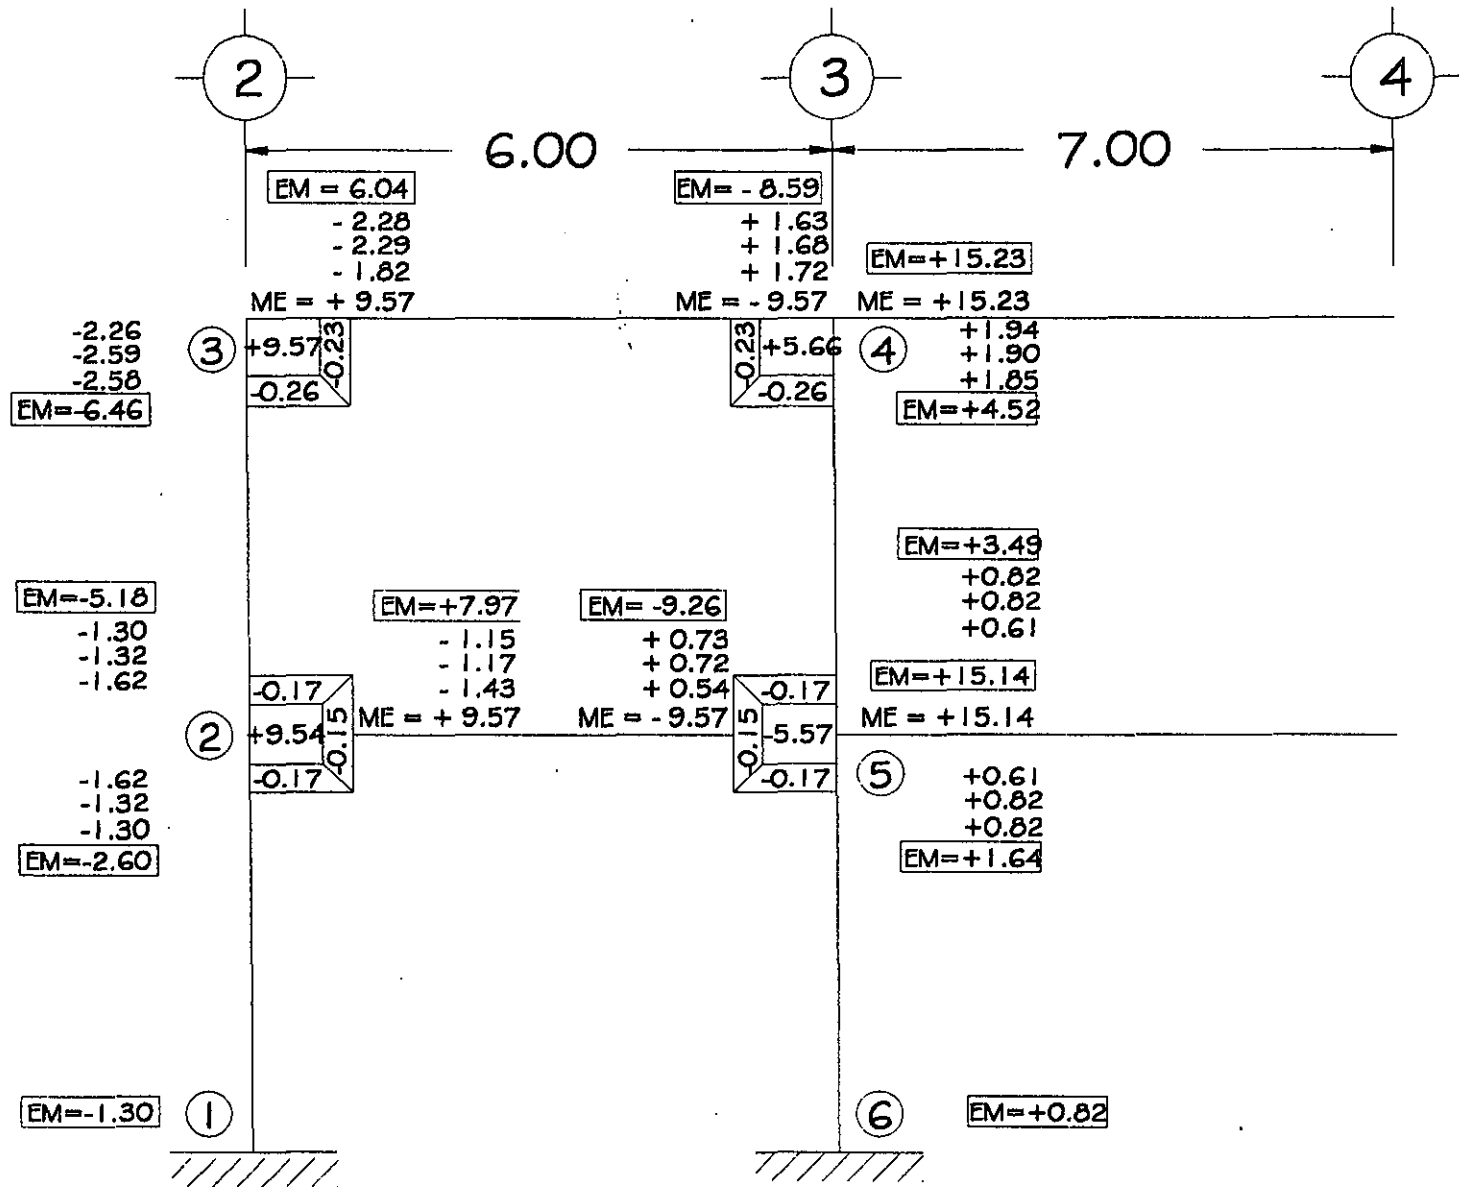 2 3 4
6.00 7.00
EM = 6.04
- 2.28
- 2.29
- 1.82
ME = + 9.57
EM= - 8.59
+ 1.63
+ 1.68
+ 1.72
ME = - 9.57
EM=+15.23
ME = +15.23
-2.26
-2.59
-2.58
EM=-6.46
3
+9.57
-0.23
-0.26
-0.23
+5.66
-0.26
4
+1.94
+1.90
+1.85
EM=+4.52
EM=-5.18
-1.30
-1.32
-1.62
EM=+7.97
- 1.15
- 1.17
- 1.43
ME = + 9.57
EM= -9.26
+ 0.73
+ 0.72
+ 0.54
ME = - 9.57
EM=+3.49
+0.82
+0.82
+0.61
EM=+15.14
ME = +15.14
2
-0.17
+9.54
-0.15
-0.17
-0.17
-0.15
-5.57
-0.17
5
-1.62
-1.32
-1.30
EM=-2.60
+0.61
+0.82
+0.82
EM=+1.64
EM=-1.30
1
6
EM=+0.82